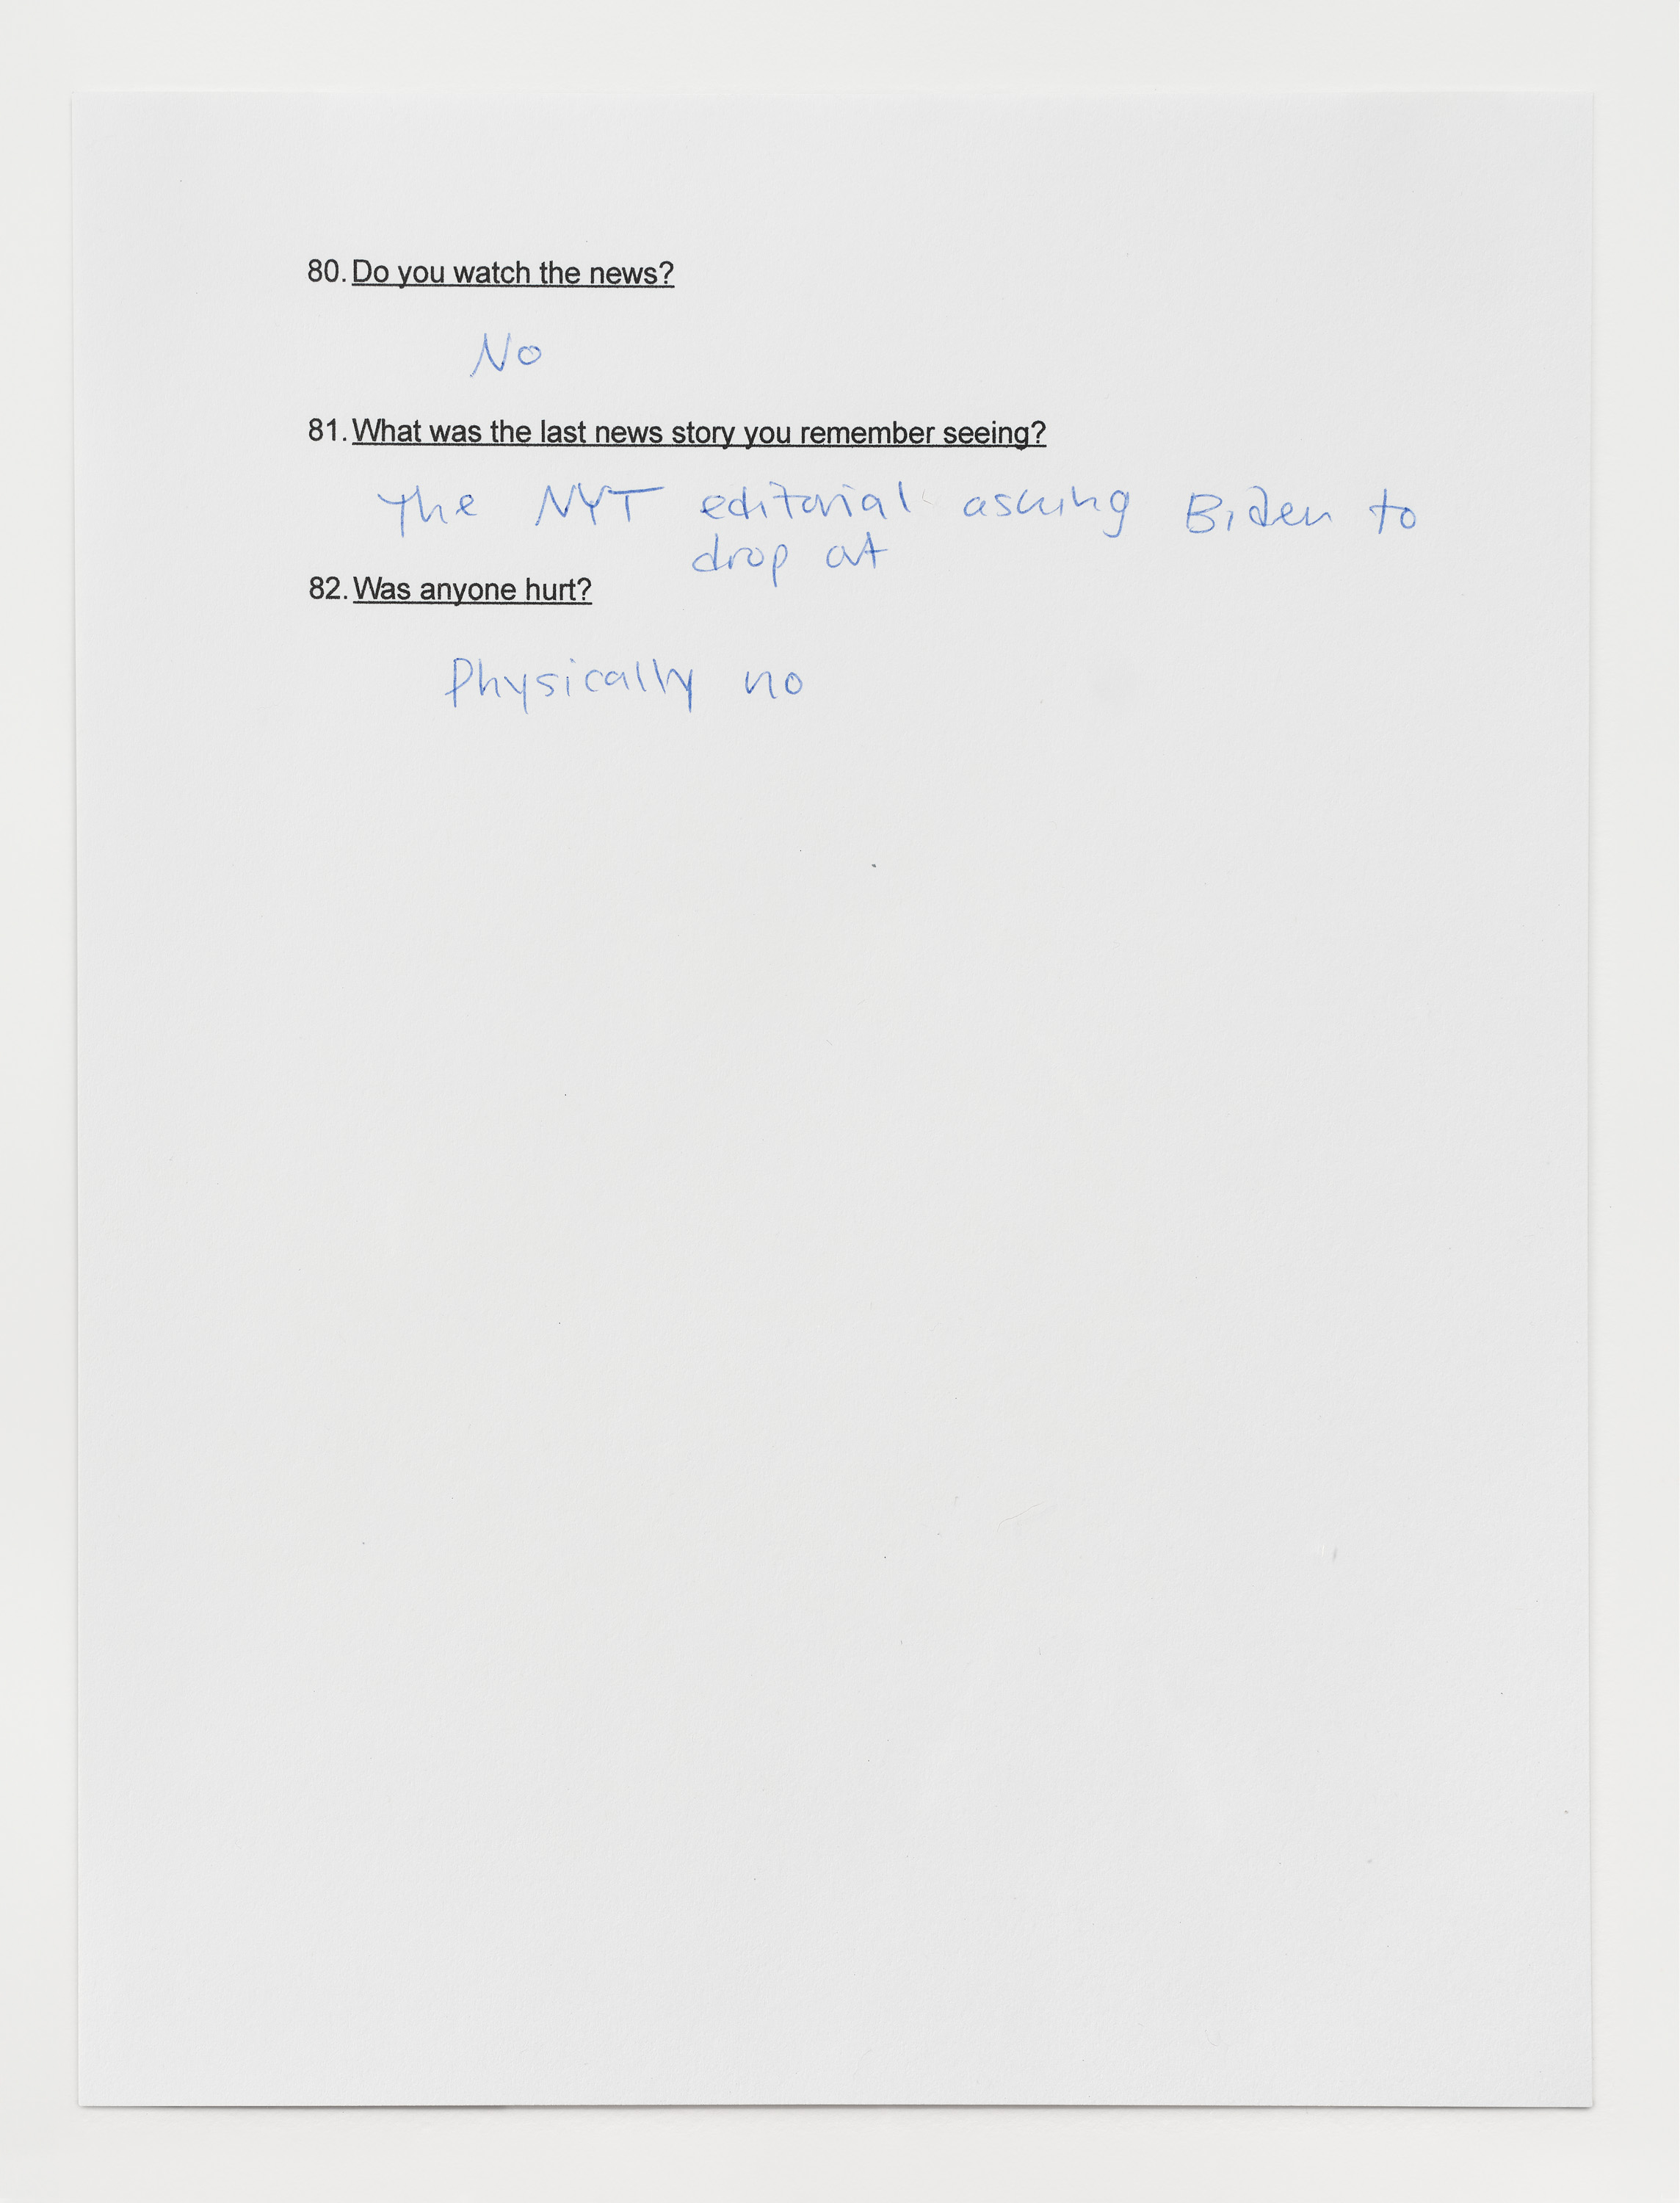 80. Do you watch the news?
No
81. What was the last news story you remember seeing?
The NYT editorial asking Biden to
drop out
82. Was anyone hurt?
Physically no